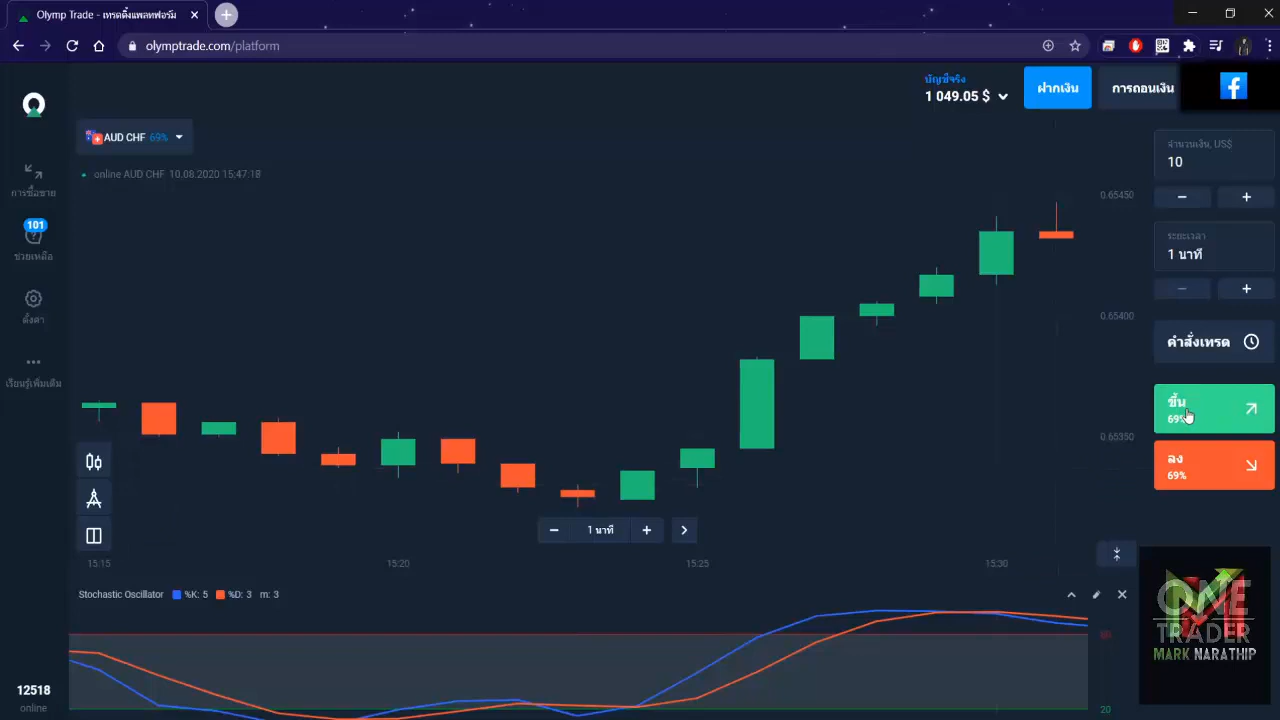 Olymp Trade - เทรดดิ้งแพลทฟอร์ม
olymptrade.com/platform
บัญชีจริง
1 049.05 $
ฝากเงิน
การถอนเงิน
AUD CHF 69%
online AUD CHF 10.08.2020 15:47:18
การซื้อขาย
101
ช่วยเหลือ
ตั้งค่า
เรียนรู้เพิ่มเติม
12518
online
จำนวนเงิน, US$
10
ระยะเวลา
1 นาที
คำสั่งเทรด
ขึ้น
69%
ลง
69%
0.65450
0.65400
0.65350
1 นาที
15:15
15:20
15:25
15:30
Stochastic Oscillator %K: 5 %D: 3 m: 3
80
20
ONE
TRADER
MARK NARATHIP